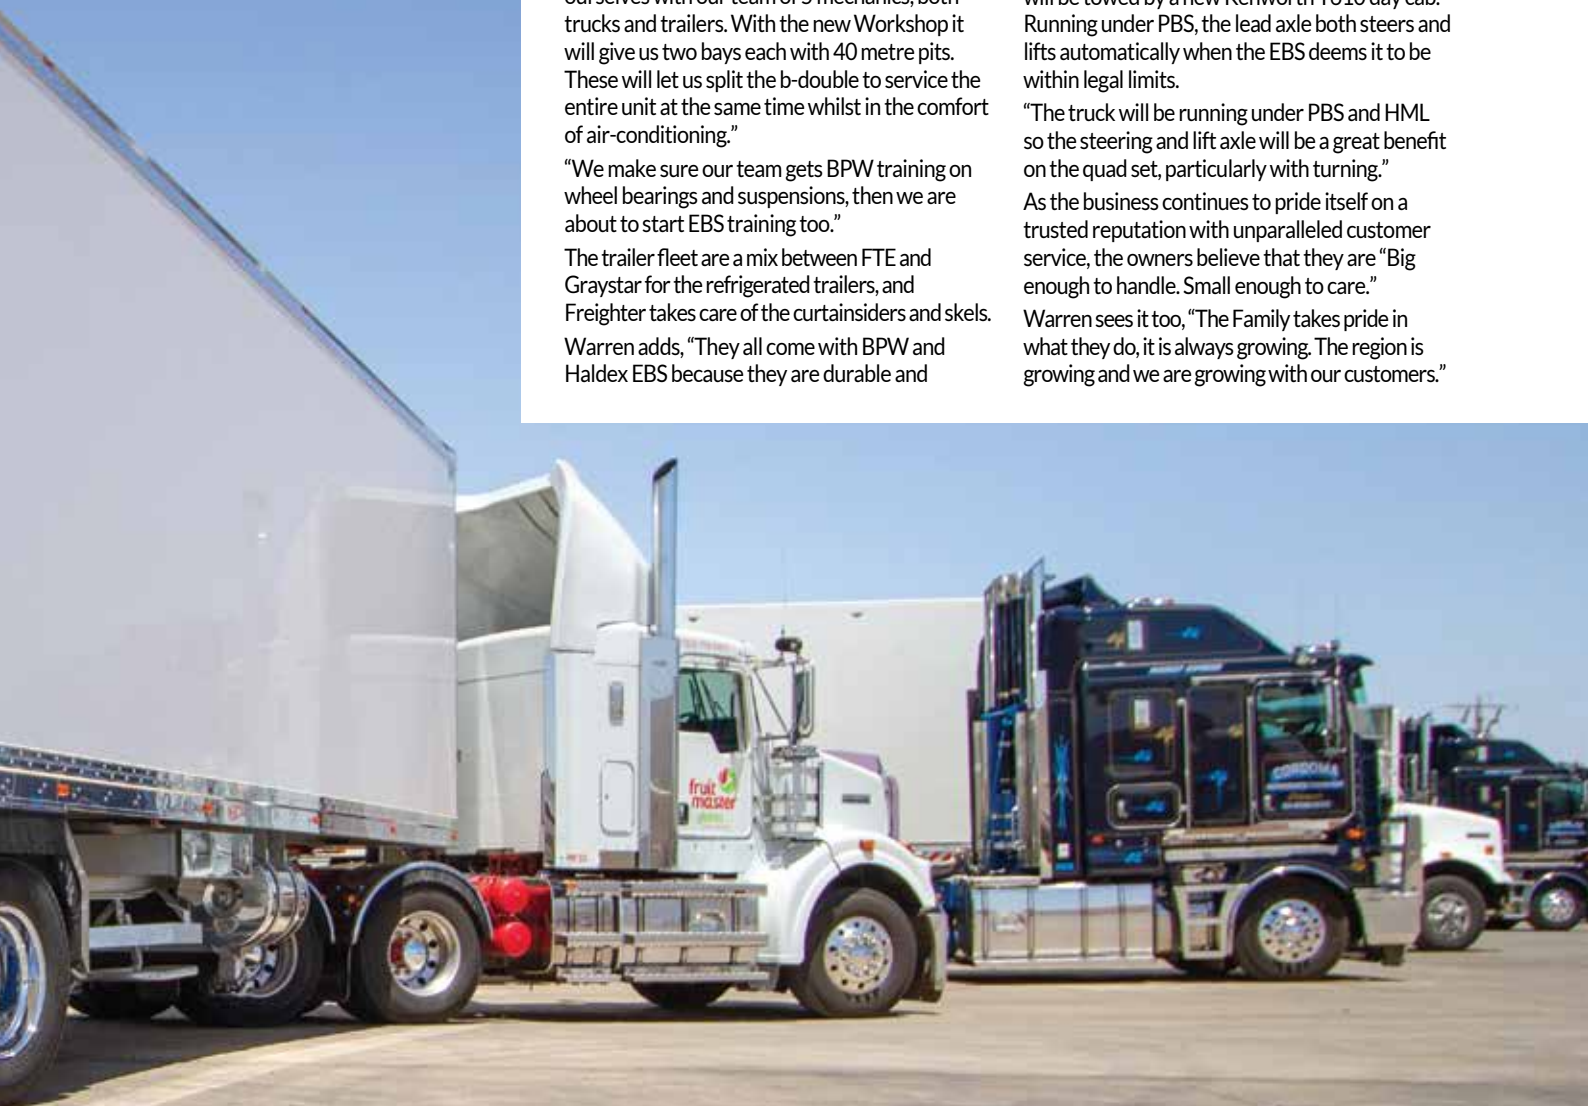 trucks and trailers. With the new Workshop it
will give us two bays each with 40 metre pits.
These will let us split the b-double to service the
entire unit at the same time whilst in the comfort
of air-conditioning.”
“We make sure our team gets BPW training on
wheel bearings and suspensions, then we are
about to start EBS training too.”
The trailer fleet are a mix between FTE and
Graystar for the refrigerated trailers, and
Freighter takes care of the curtainsiders and skels.
Warren adds, “They all come with BPW and
Haldex EBS because they are durable and
Running under PBS, the lead axle both steers and
lifts automatically when the EBS deems it to be
within legal limits.
“The truck will be running under PBS and HML
so the steering and lift axle will be a great benefit
on the quad set, particularly with turning.”
As the business continues to pride itself on a
trusted reputation with unparalleled customer
service, the owners believe that they are “Big
enough to handle. Small enough to care.”
Warren sees it too, “The Family takes pride in
what they do, it is always growing. The region is
growing and we are growing with our customers.”
fruit
master